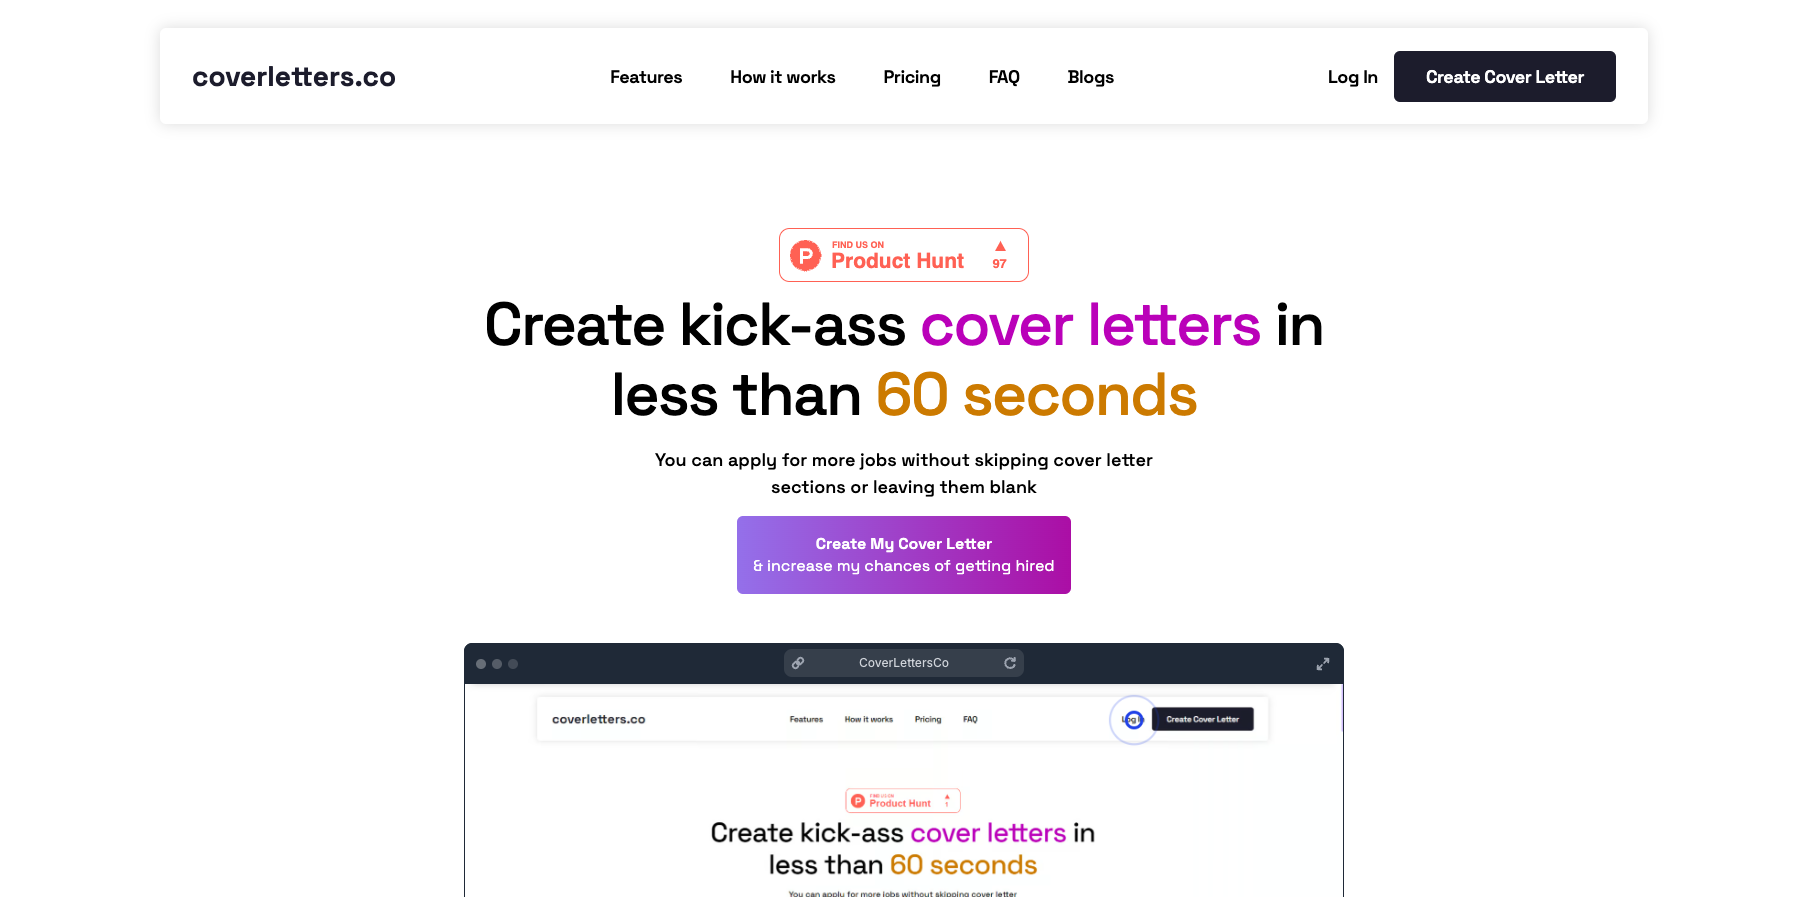 coverletters.co
Features How it works Pricing FAQ Blogs
Log In Create Cover Letter
FIND US ON
Product Hunt
97
Create kick-ass cover letters in
less than 60 seconds
You can apply for more jobs without skipping cover letter
sections or leaving them blank
Create My Cover Letter
& increase my chances of getting hired
CoverLettersCo
coverletters.co
Features How it works Pricing FAQ
Log In Create Cover Letter
FIND US ON
Product Hunt
1
Create kick-ass cover letters in
less than 60 seconds
You can apply for more jobs without skipping cover letter